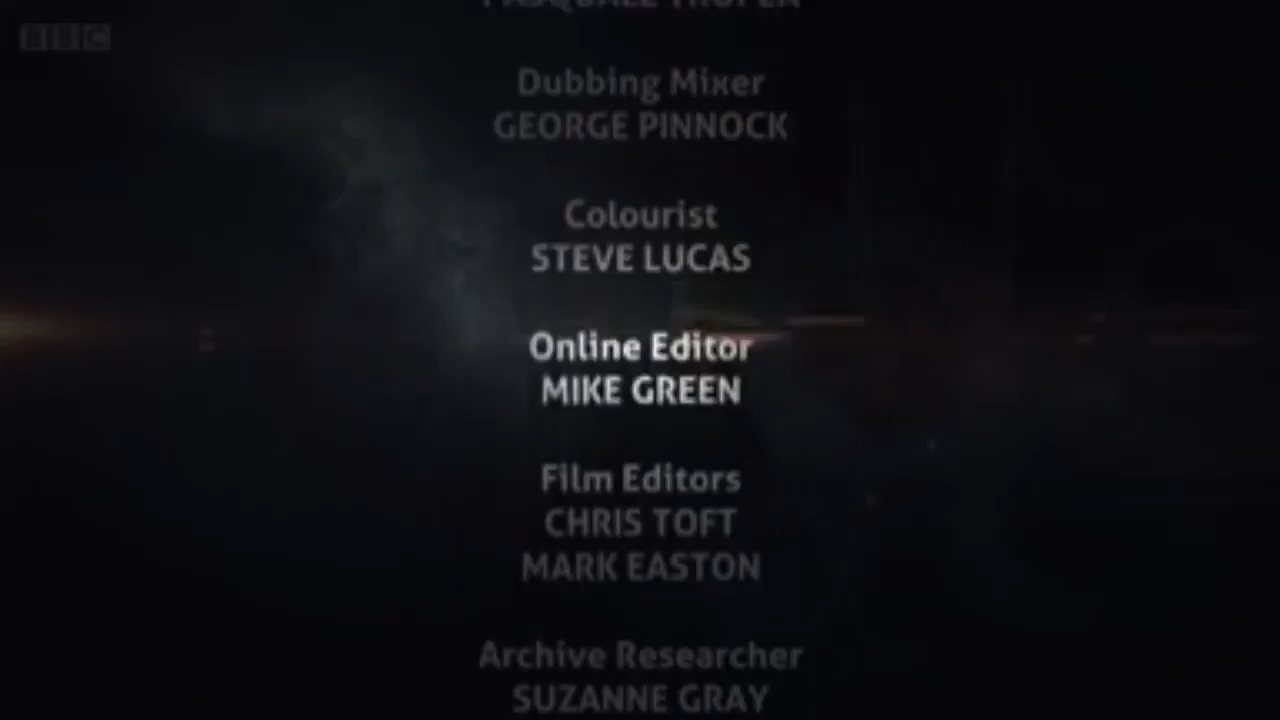 BBC
Dubbing Mixer
GEORGE PINNOCK
Colourist
STEVE LUCAS
Online Editor
MIKE GREEN
Film Editors
CHRIS TOFT
MARK EASTON
Archive Researcher
SUZANNE GRAY